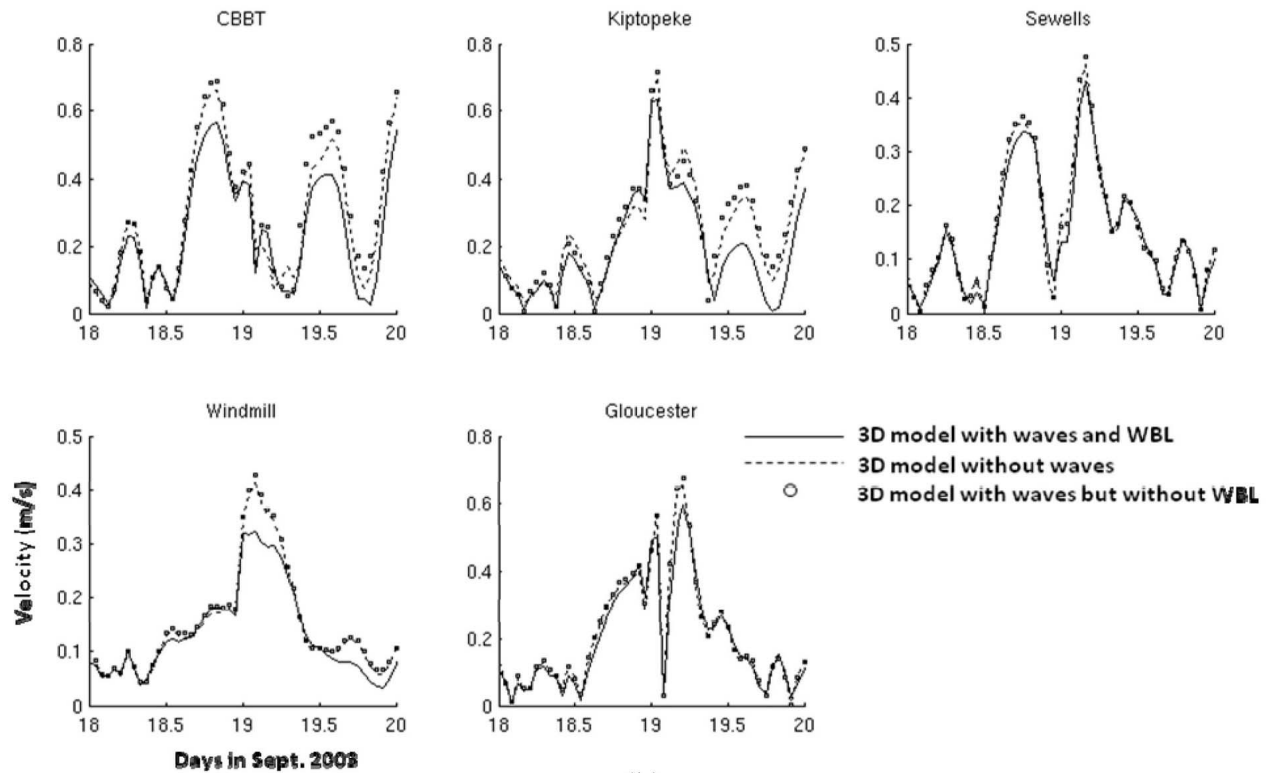 CBBT
0.8
0.6
0.4
0.2
0
18 18.5 19 19.5 20
Kiptopeke
0.8
0.6
0.4
0.2
0
18 18.5 19 19.5 20
Sewells
0.5
0.4
0.3
0.2
0.1
0
18 18.5 19 19.5 20
Windmill
Velocity (m/s)
0.5
0.4
0.3
0.2
0.1
0
18 18.5 19 19.5 20
Days in Sept. 2003
Gloucester
0.8
0.6
0.4
0.2
0
18 18.5 19 19.5 20
3D model with waves and WBL
3D model without waves
3D model with waves but without WBL